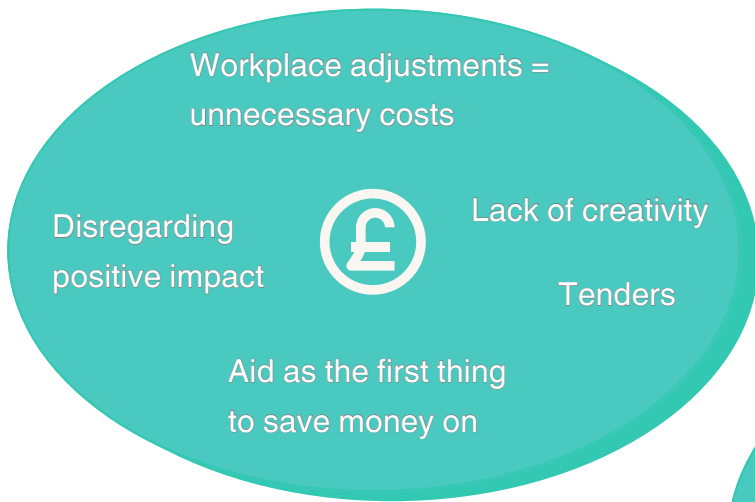 Workplace adjustments =
unnecessary costs
Disregarding
positive impact
£
Lack of creativity
Tenders
Aid as the first thing
to save money on